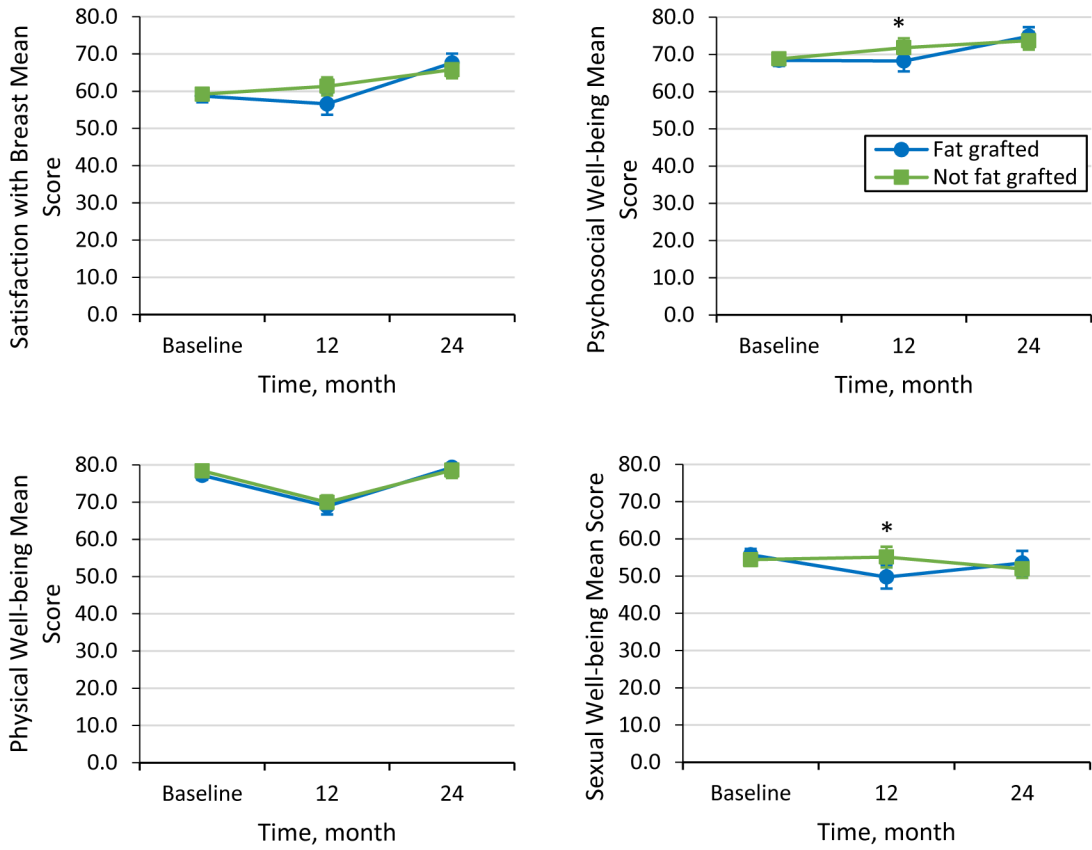 Satisfaction with Breast Mean
Score
80.0
70.0
60.0
50.0
40.0
30.0
20.0
10.0
0.0
Baseline 12 24
Time, month
Psychosocial Well-being Mean
Score
80.0
70.0
60.0
50.0
40.0
30.0
20.0
10.0
0.0
*
Fat grafted
Not fat grafted
Baseline 12 24
Time, month
Physical Well-being Mean
Score
80.0
70.0
60.0
50.0
40.0
30.0
20.0
10.0
0.0
Baseline 12 24
Time, month
Sexual Well-being Mean Score
80.0
70.0
60.0
50.0
40.0
30.0
20.0
10.0
0.0
*
Baseline 12 24
Time, month